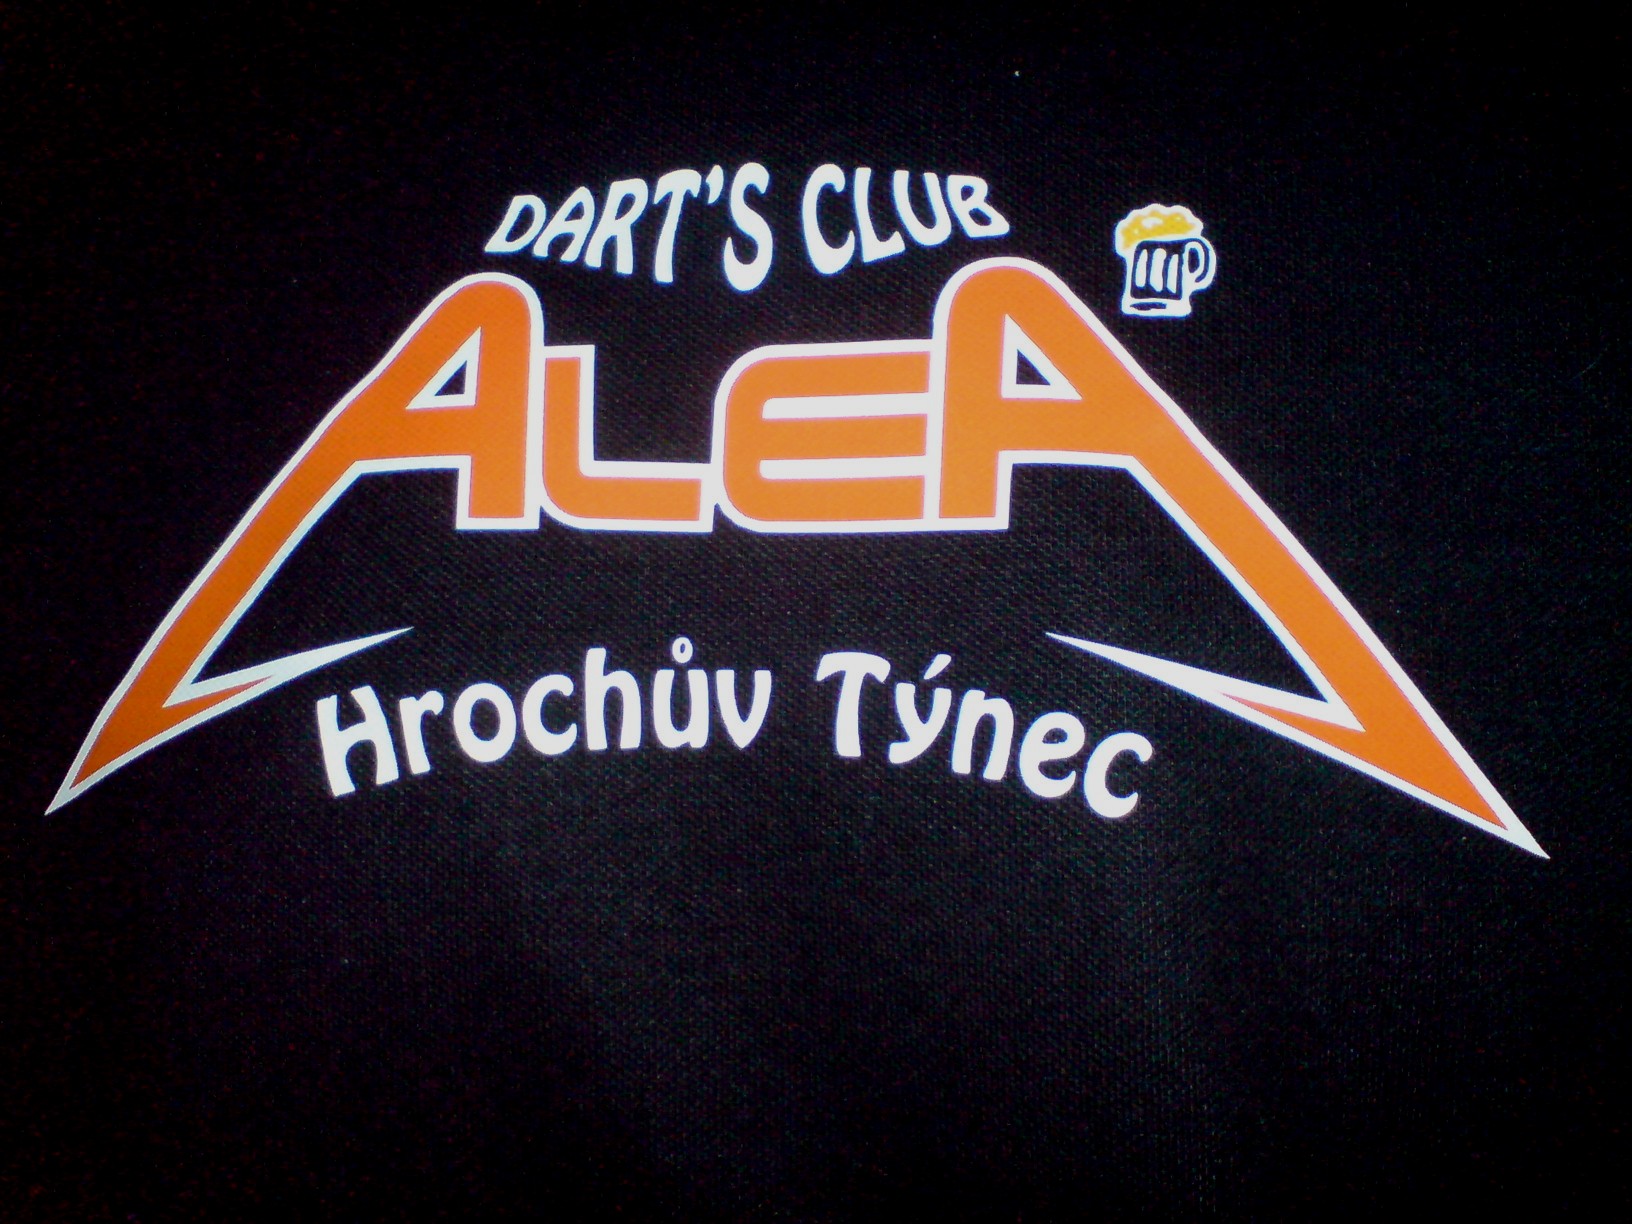 DART'S CLUB
ALEA
Hrochův Týnec